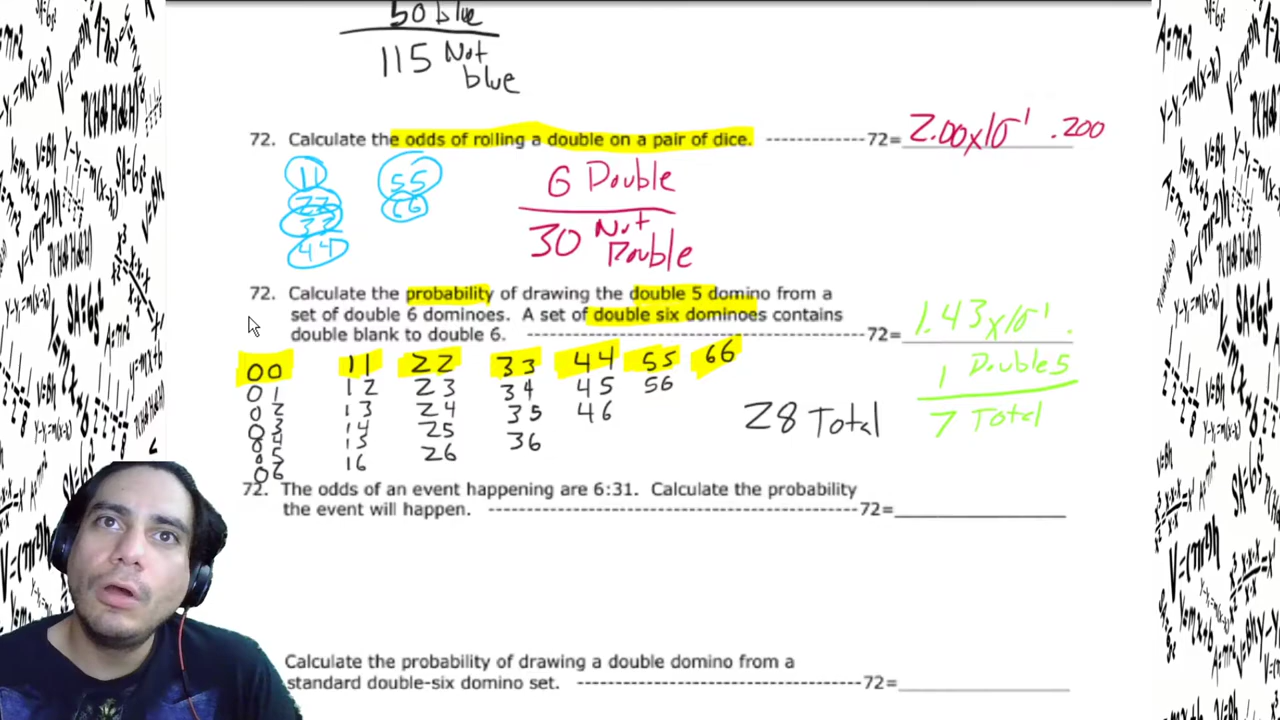 50 blue
115 Not
blue
72. Calculate the odds of rolling a double on a pair of dice. ------------------72=
2.00x10⁻¹ .200
11 55
22 66
33
44
6 Double
30 Not
Double
72. Calculate the probability of drawing the double 5 domino from a
set of double 6 dominoes. A set of double six dominoes contains
double blank to double 6. ------------------------------------------------72=
1.43x10⁻¹.
1 Double 5
7 Total
00 11 22 33 44 55 66
01 12 23 34 45 56
02 13 24 35 46
03 14 25 36
04 15 26
05 16
06
28 Total
72. The odds of an event happening are 6:31. Calculate the probability
the event will happen. --------------------------------------------------72=
Calculate the probability of drawing a double domino from a
standard double-six domino set. --------------------------------------72=